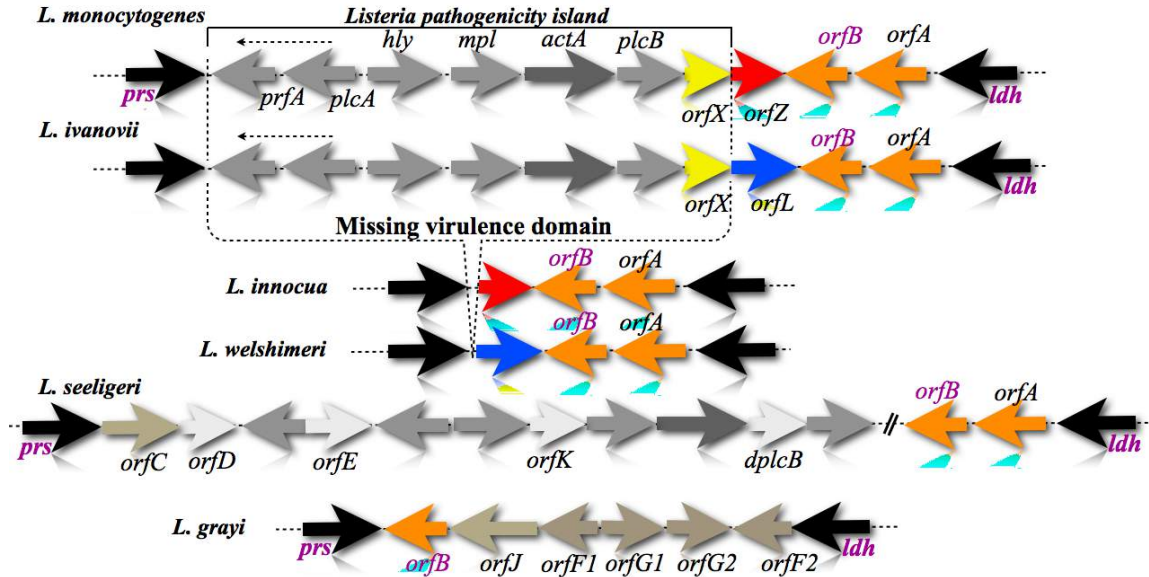 L. monocytogenes
Listeria pathogenicity island
hly mpl actA plcB orfB orfA
prs prfA plcA orfX orfZ ldh
L. ivanovii
orfB orfA
orfX orfL ldh
Missing virulence domain
orfB orfA
L. innocua
orfB orfA
L. welshimeri
L. seeligeri
orfB orfA
prs orfC orfD orfE orfK dplcB ldh
L. grayi
prs orfB orfJ orfF1 orfG1 orfG2 orfF2 ldh